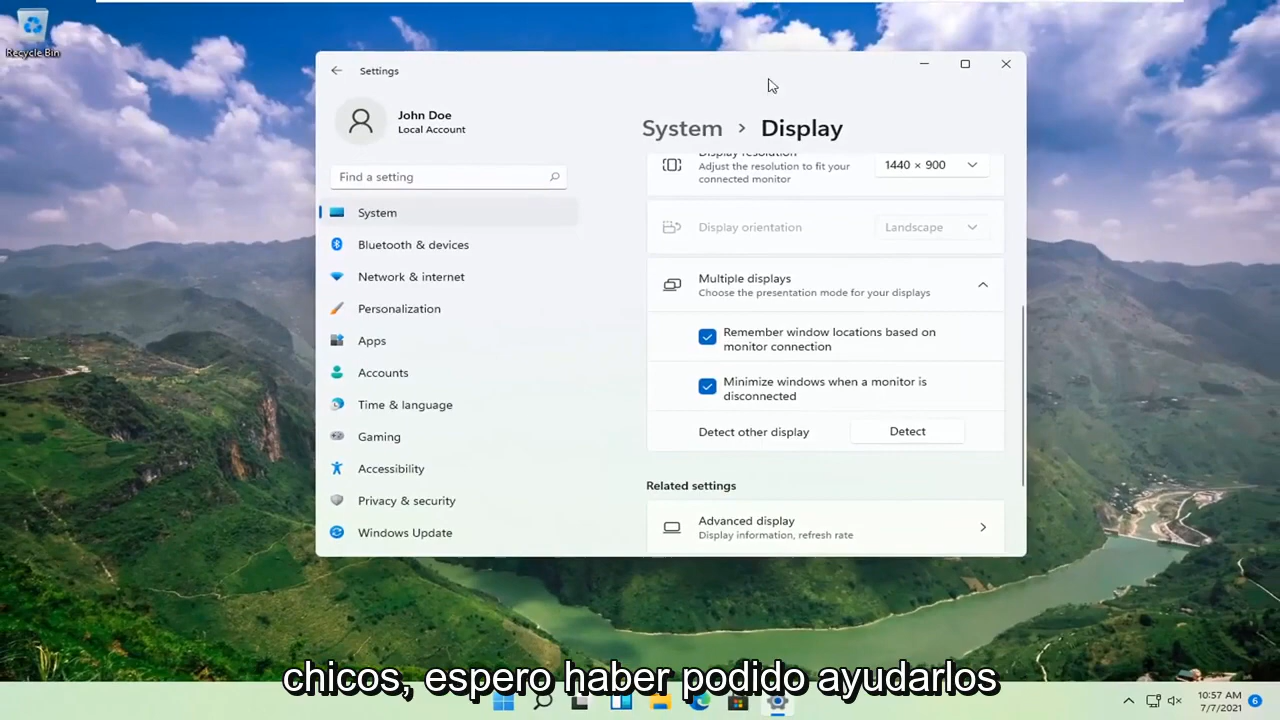 Recycle Bin
Settings
John Doe
Local Account
System > Display
Display resolution
Adjust the resolution to fit your
connected monitor
1440 × 900
Find a setting
System
Bluetooth & devices
Network & internet
Personalization
Apps
Accounts
Time & language
Gaming
Accessibility
Privacy & security
Windows Update
Display orientation
Landscape
Multiple displays
Choose the presentation mode for your displays
Remember window locations based on
monitor connection
Minimize windows when a monitor is
disconnected
Detect other display
Detect
Related settings
Advanced display
Display information, refresh rate
chicos, espero haber podido ayudarlos
10:57 AM
7/7/2021
6